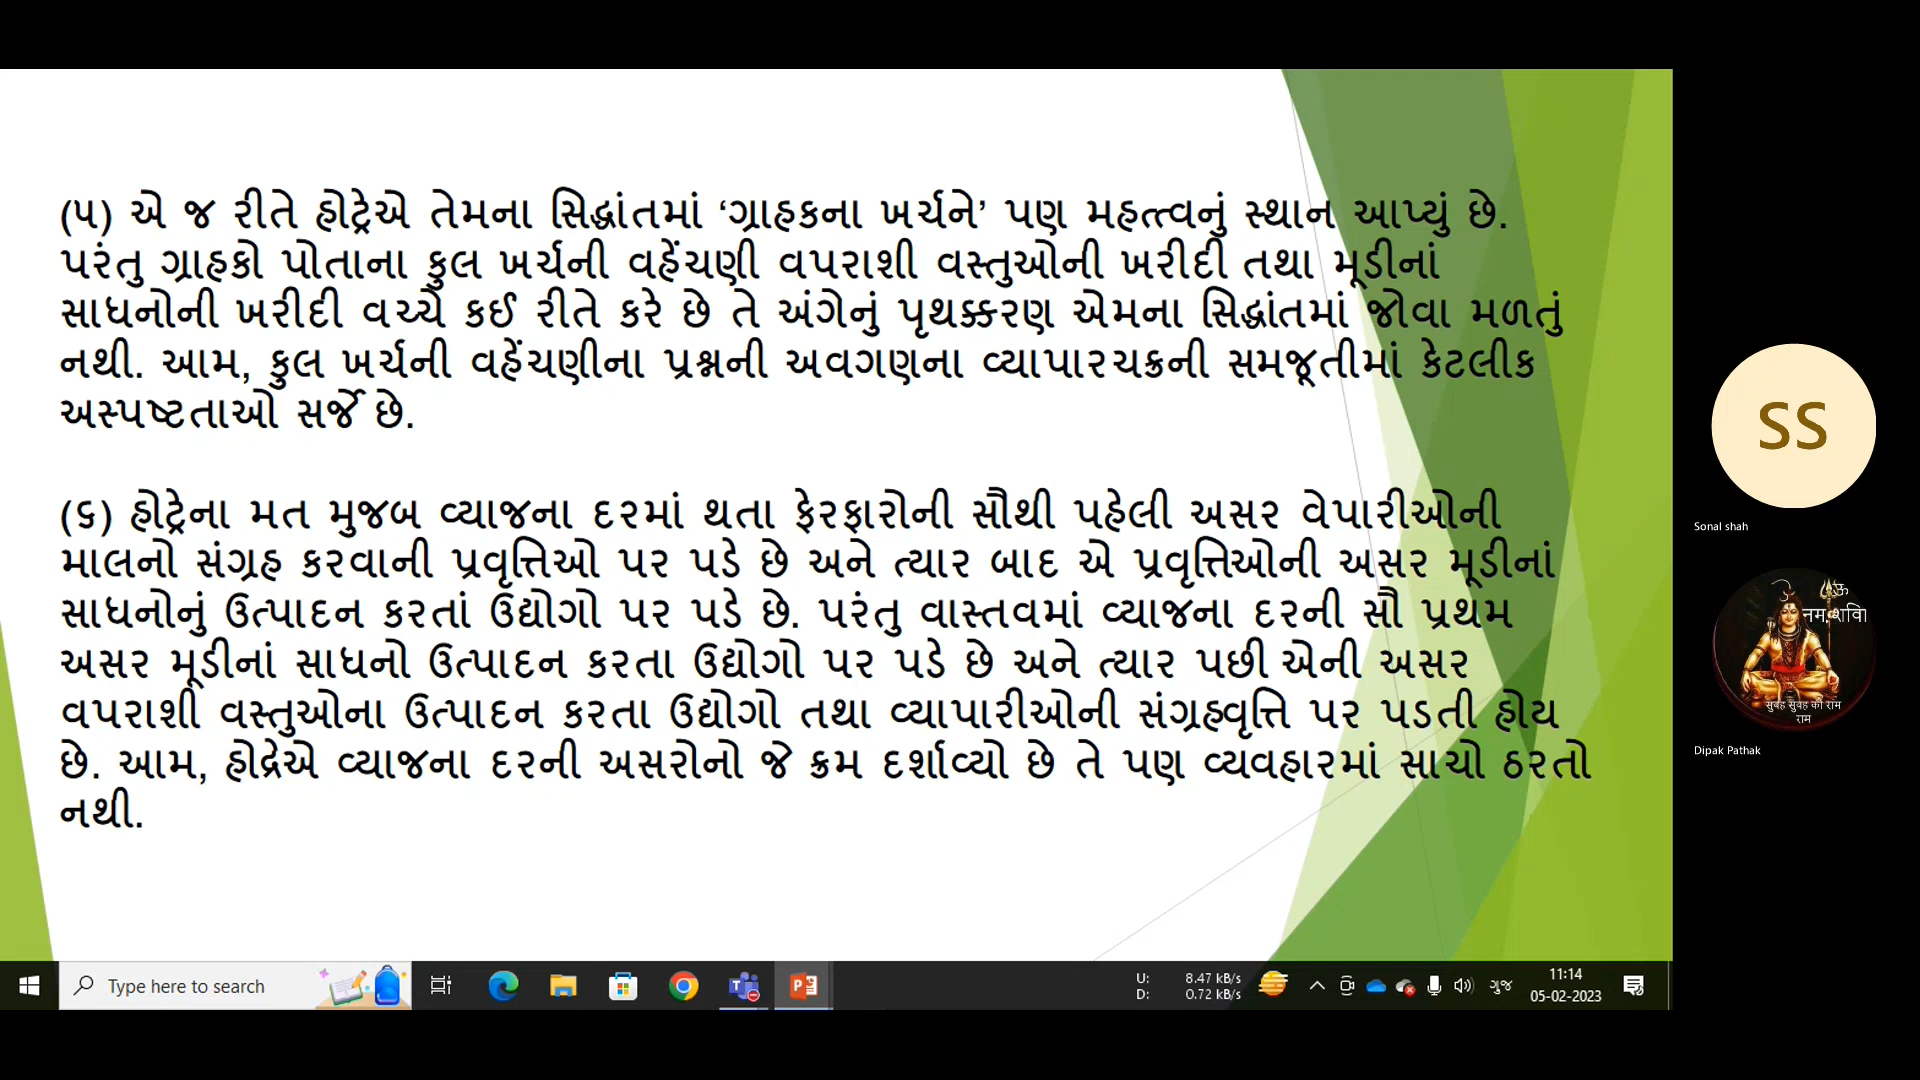 (૫) એ જ રીતે હોટ્રેએ તેમના સિદ્ધાંતમાં ‘ગ્રાહકના ખર્ચને’ પણ મહત્ત્વનું સ્થાન આપ્યું છે.
પરંતુ ગ્રાહકો પોતાના કુલ ખર્ચની વહેંચણી વપરાશી વસ્તુઓની ખરીદી તથા મૂડીનાં
સાધનોની ખરીદી વચ્ચે કઈ રીતે કરે છે તે અંગેનું પૃથક્કરણ એમના સિદ્ધાંતમાં જોવા મળતું
નથી. આમ, કુલ ખર્ચની વહેંચણીના પ્રશ્નની અવગણના વ્યાપારચક્રની સમજૂતીમાં કેટલીક
અસ્પષ્ટતાઓ સર્જે છે.
(૬) હોટ્રેના મત મુજબ વ્યાજના દરમાં થતા ફેરફારોની સૌથી પહેલી અસર વેપારીઓની
માલનો સંગ્રહ કરવાની પ્રવૃત્તિઓ પર પડે છે અને ત્યાર બાદ એ પ્રવૃત્તિઓની અસર મૂડીનાં
સાધનોનું ઉત્પાદન કરતાં ઉદ્યોગો પર પડે છે. પરંતુ વાસ્તવમાં વ્યાજના દરની સૌ પ્રથમ
અસર મૂડીનાં સાધનો ઉત્પાદન કરતા ઉદ્યોગો પર પડે છે અને ત્યાર પછી એની અસર
વપરાશી વસ્તુઓના ઉત્પાદન કરતા ઉદ્યોગો તથા વ્યાપારીઓની સંગ્રહવૃત્તિ પર પડતી હોય
છે. આમ, હોદ્રેએ વ્યાજના દરની અસરોનો જે ક્રમ દર્શાવ્યો છે તે પણ વ્યવહારમાં સાચો ઠરતો
નથી.
SS
Sonal shah
सुबह सुबह को राम
राम
Dipak Pathak
Type here to search
U: 8.47 kB/s
D: 0.72 kB/s
ગુજ
11:14
05-02-2023